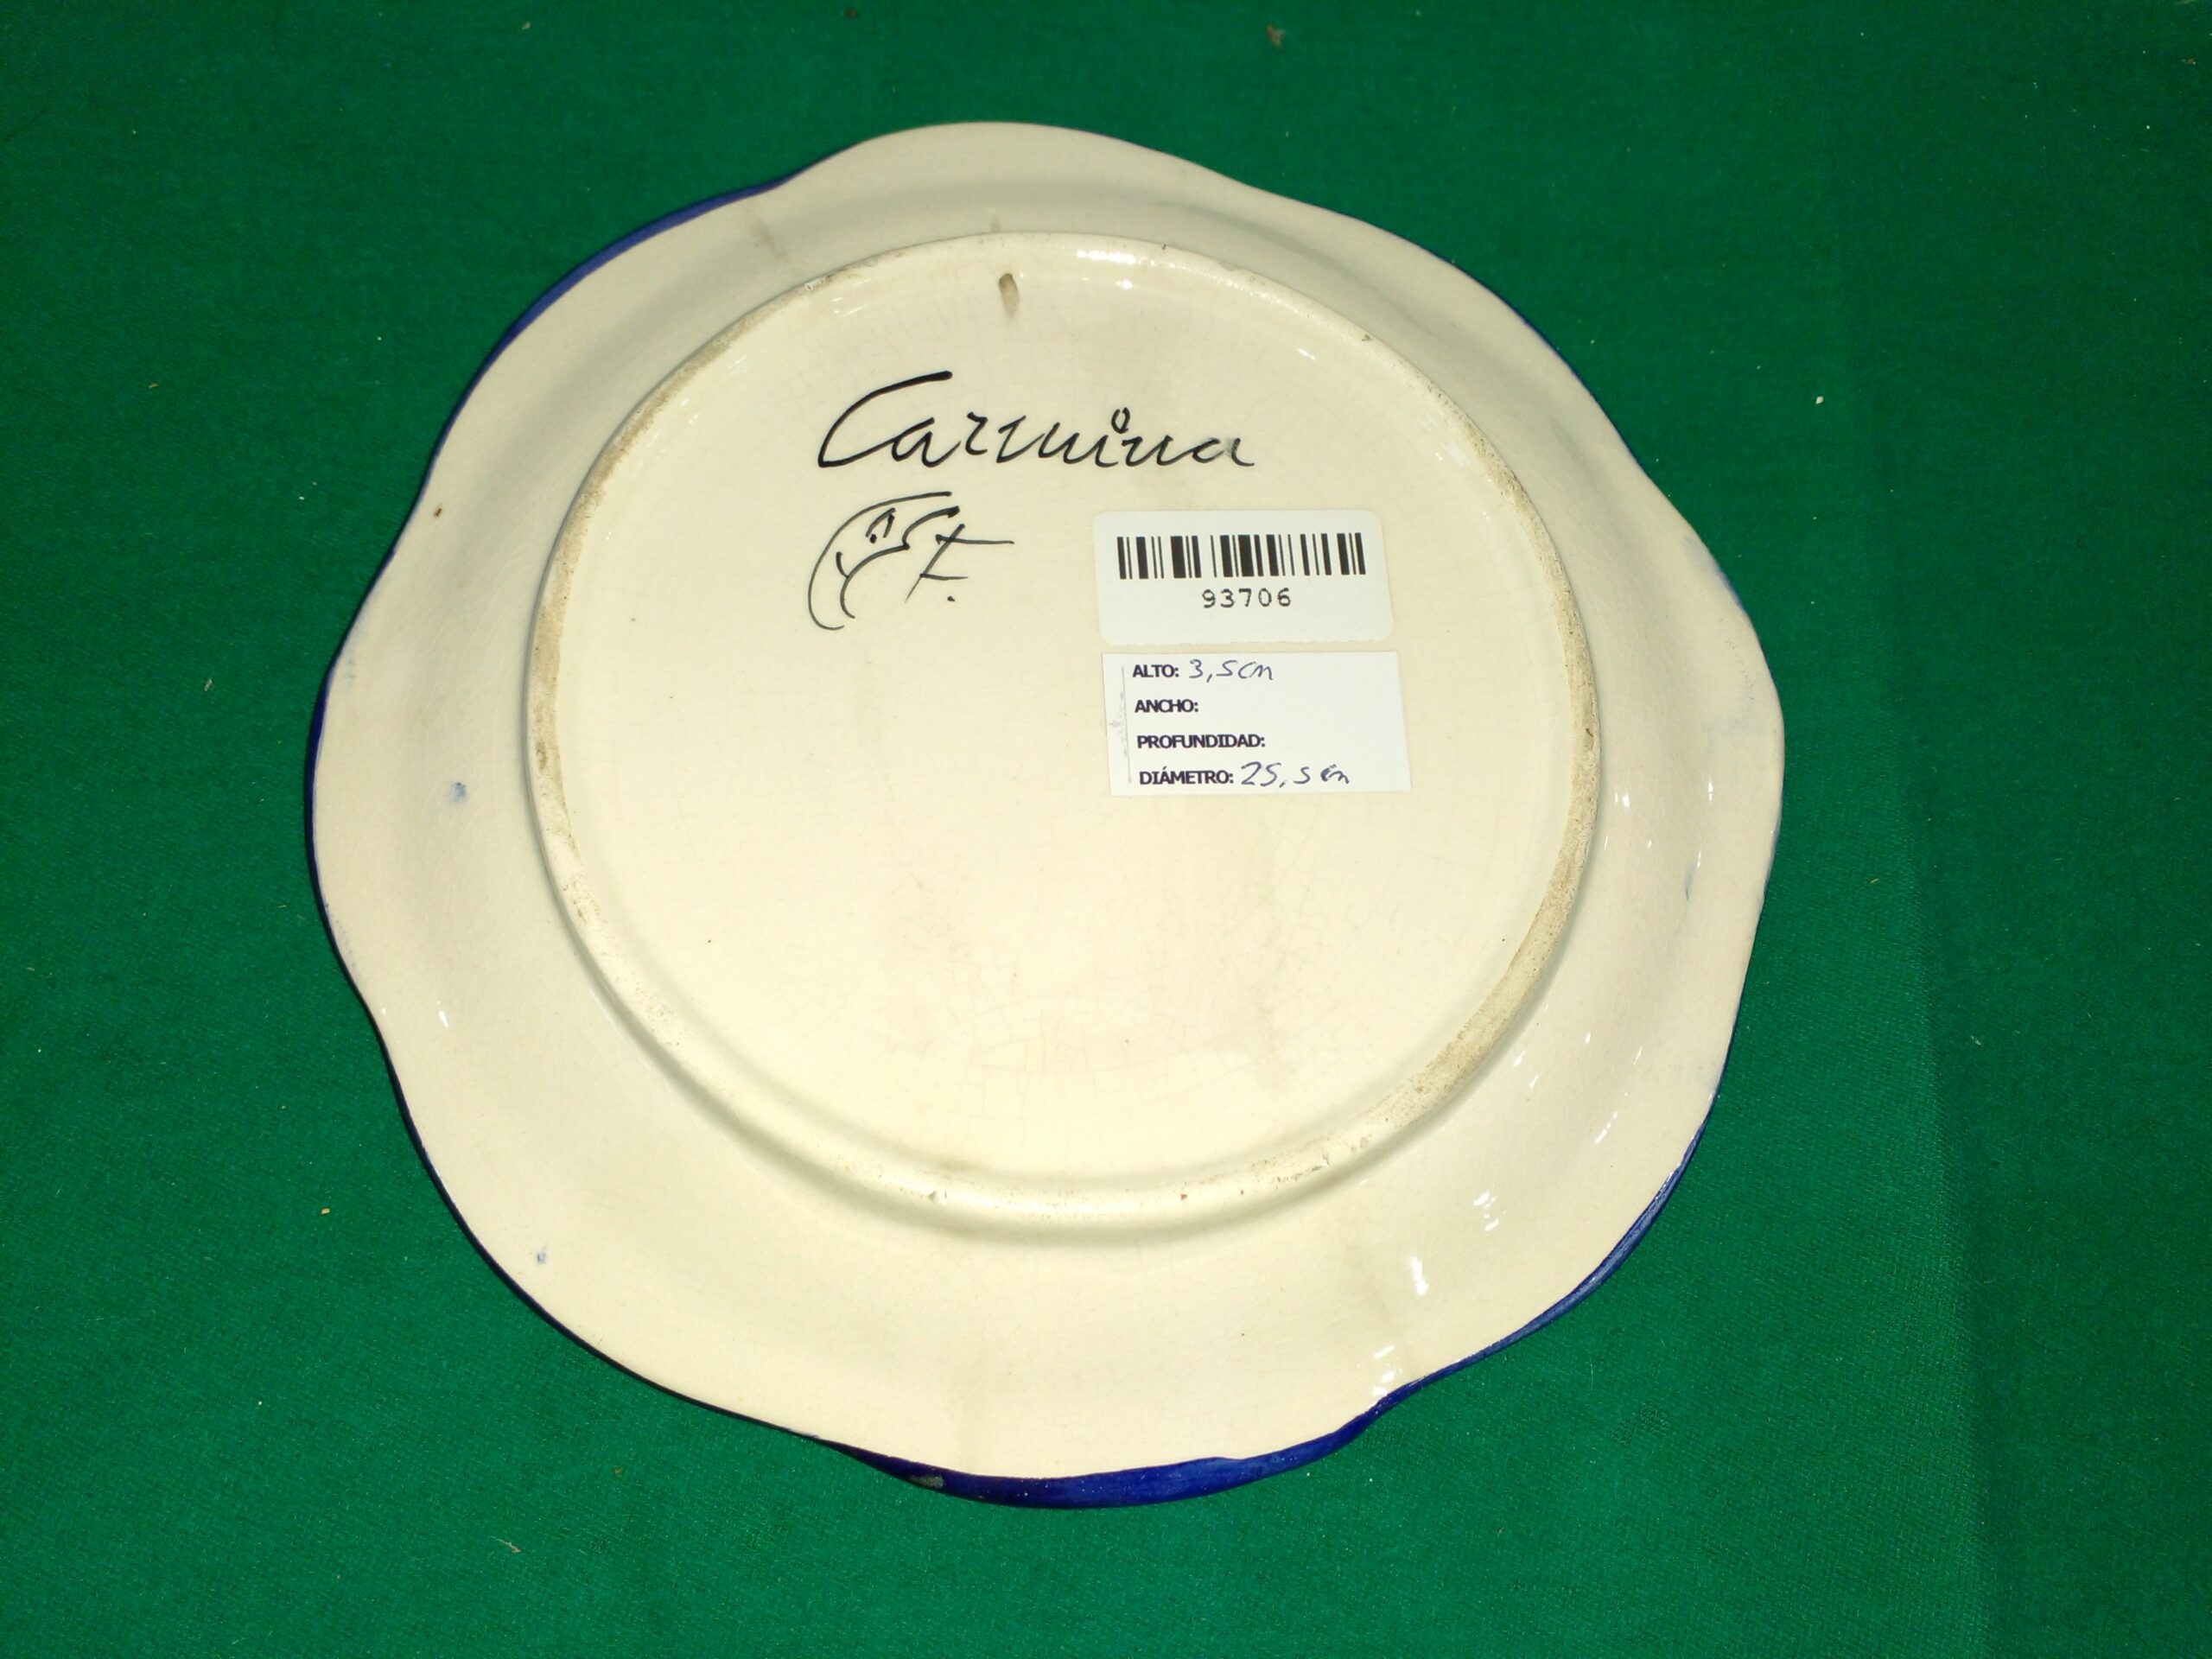 Carmina
93706
ALTO: 3,5cm
ANCHO:
PROFUNDIDAD:
DIÁMETRO: 25,5cm